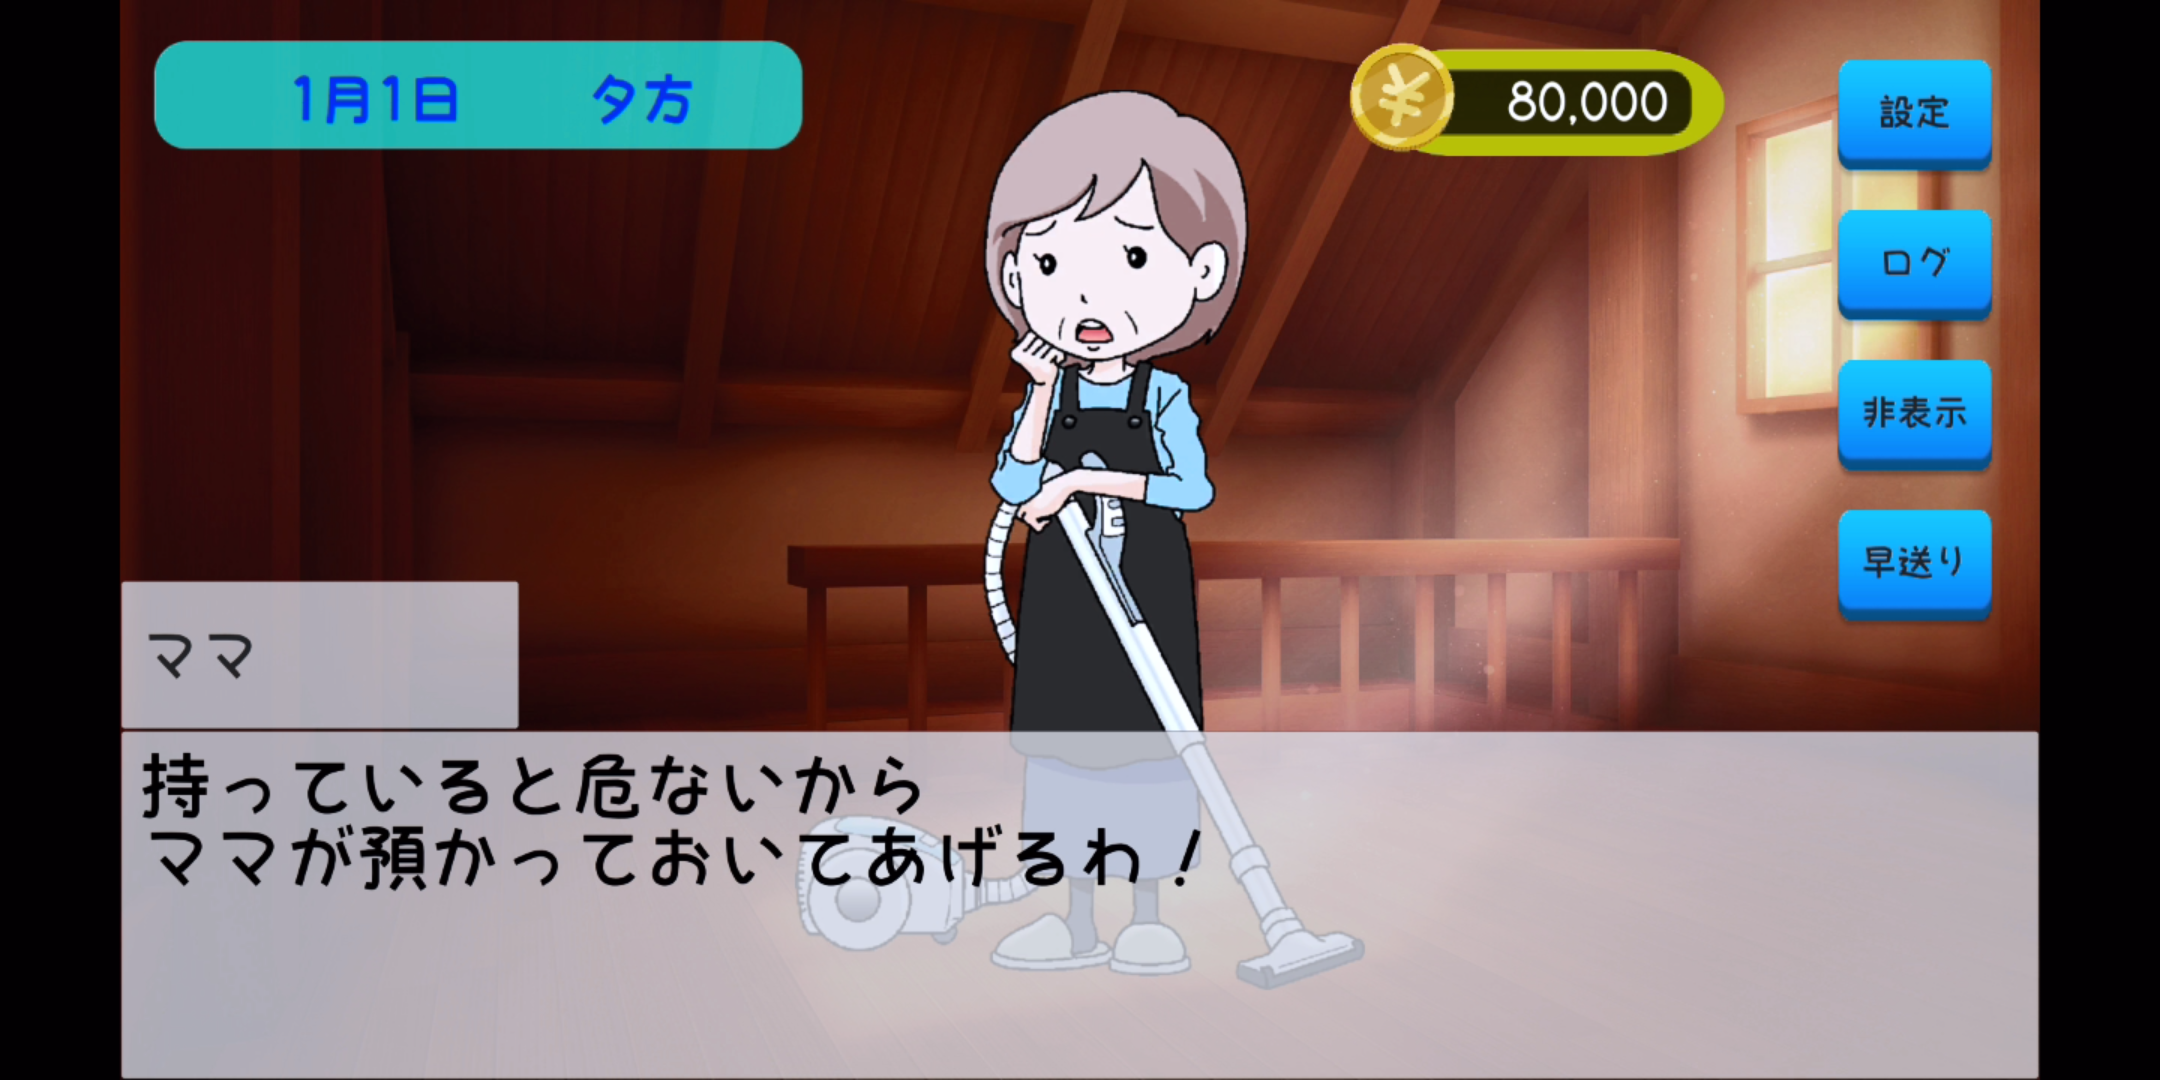 1月1日 夕方
80,000
設定
ログ
非表示
早送り
ママ
持っていると危ないから
ママが預かっておいてあげるわ！